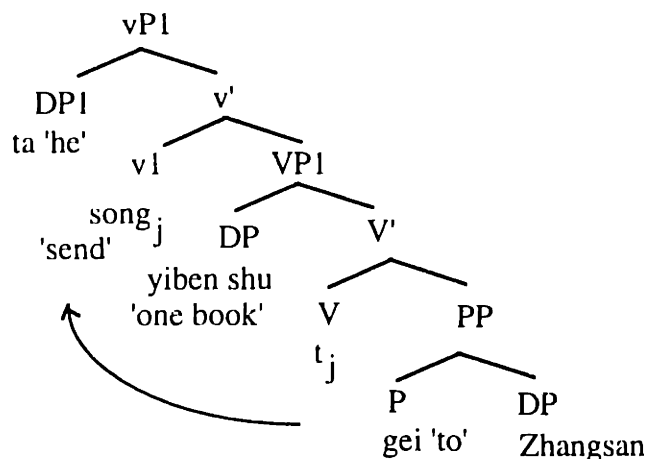 vP1
DP1 v'
ta 'he'
v1 VP1
song j DP V'
'send'
yiben shu
'one book' V PP
t j
P DP
gei 'to' Zhangsan